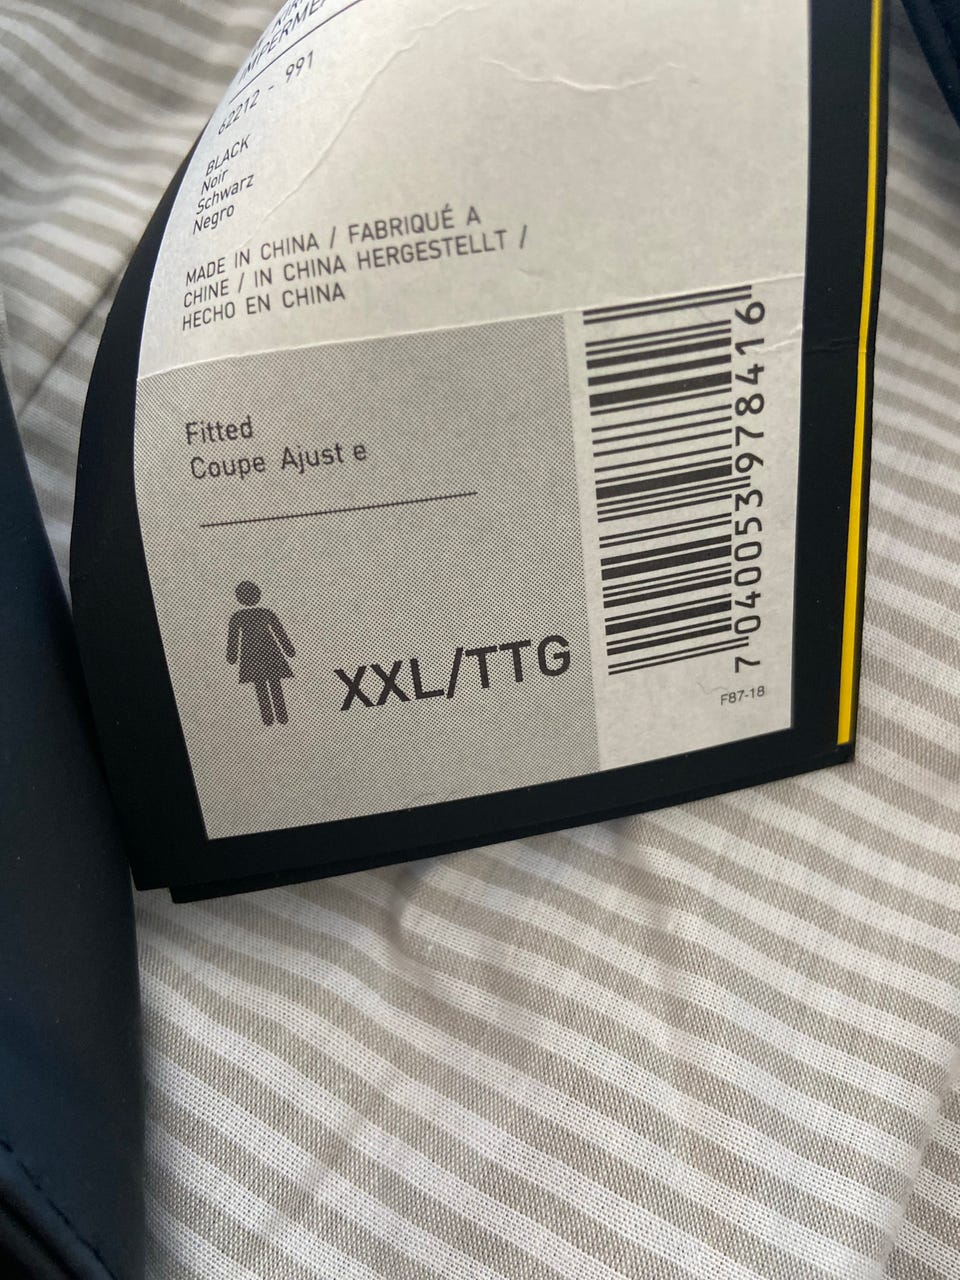 62212 - 991
BLACK
Noir
Schwarz
Negro
MADE IN CHINA / FABRIQUÉ A
CHINE / IN CHINA HERGESTELLT /
HECHO EN CHINA
Fitted
Coupe Ajust e
XXL/TTG
7 040053 978416
F87-18